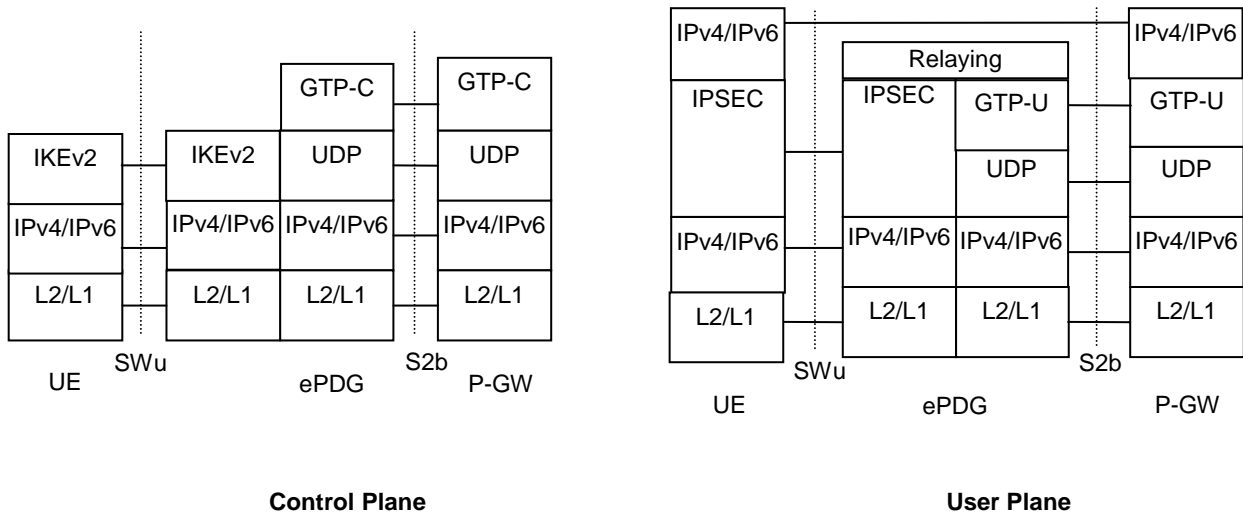 GTP-C GTP-C
IKEv2 IKEv2 UDP UDP
IPv4/IPv6 IPv4/IPv6 IPv4/IPv6 IPv4/IPv6
L2/L1 L2/L1 L2/L1 L2/L1
SWu S2b
UE ePDG P-GW
Control Plane
IPv4/IPv6 IPv4/IPv6
Relaying
IPSEC IPSEC GTP-U GTP-U
UDP UDP
IPv4/IPv6 IPv4/IPv6 IPv4/IPv6 IPv4/IPv6
L2/L1 L2/L1 L2/L1 L2/L1
SWu S2b
UE ePDG P-GW
User Plane